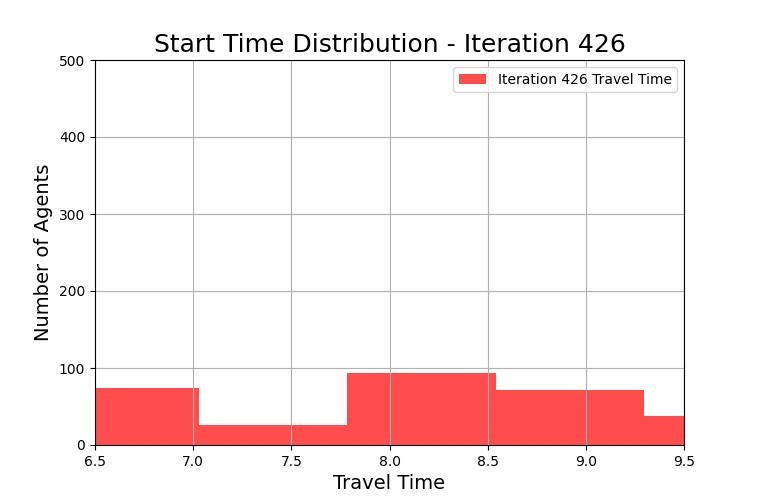 Start Time Distribution - Iteration 426
Iteration 426 Travel Time
Number of Agents
500
400
300
200
100
0
6.5 7.0 7.5 8.0 8.5 9.0 9.5
Travel Time